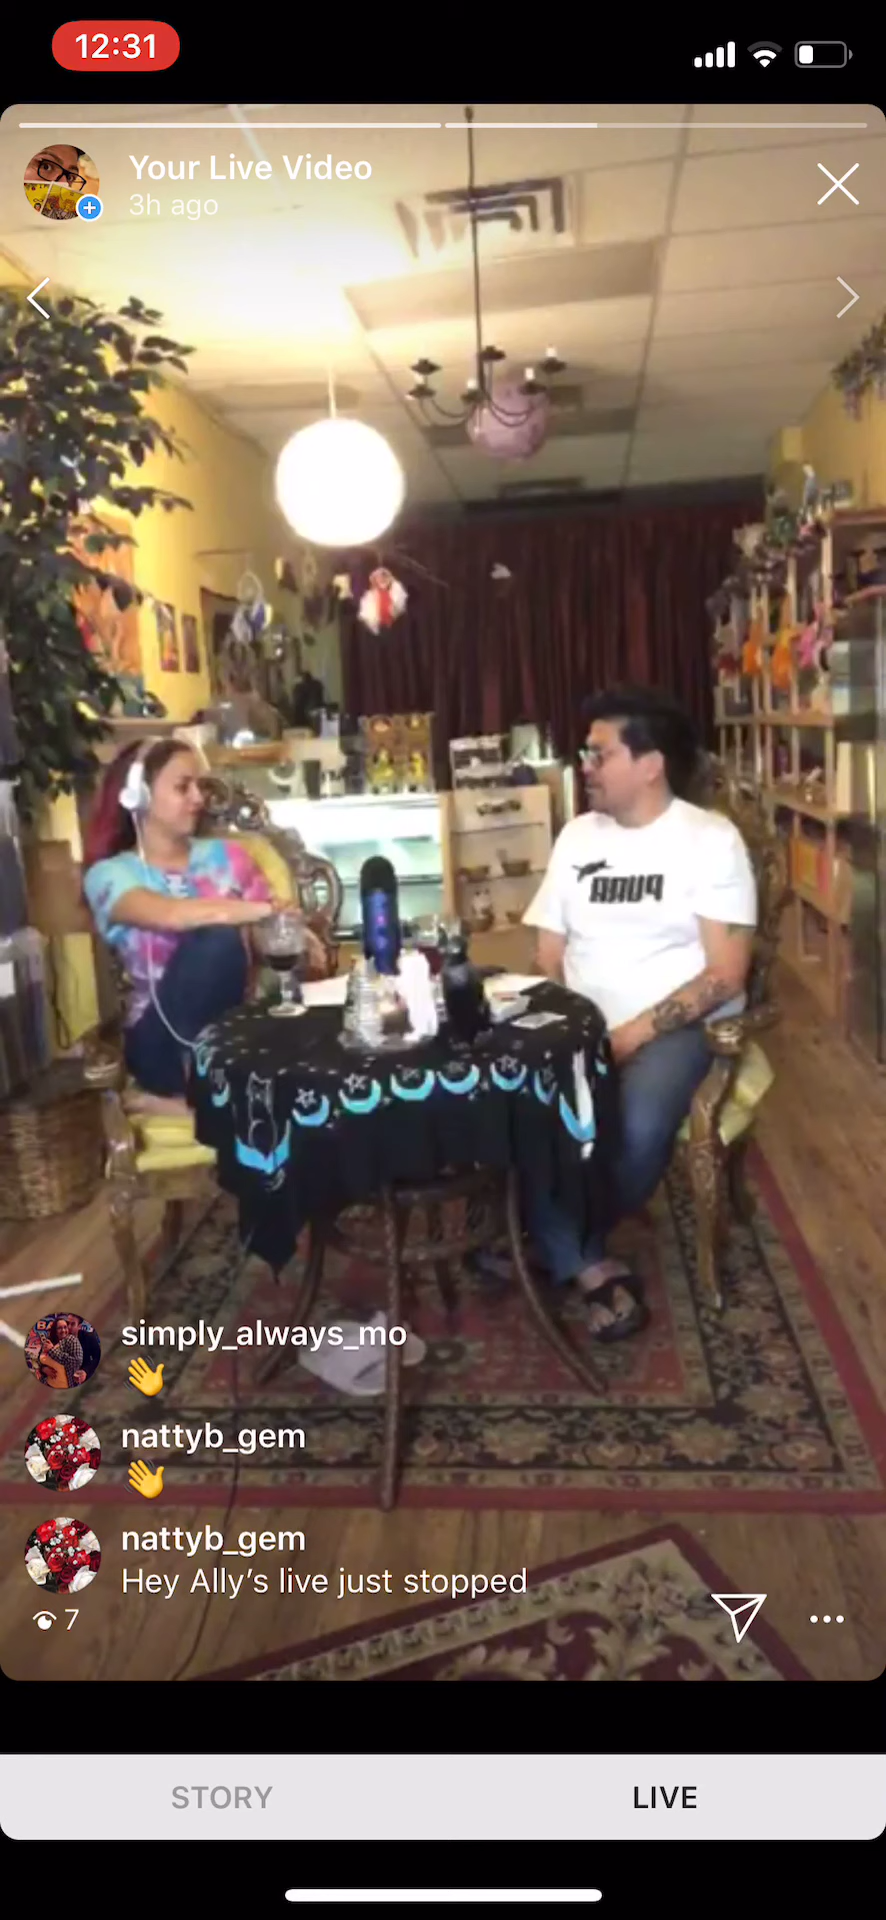 12:31
Your Live Video
3h ago
PUMA
simply_always_mo
👋
nattyb_gem
👋
nattyb_gem
Hey Ally's live just stopped
7
STORY
LIVE